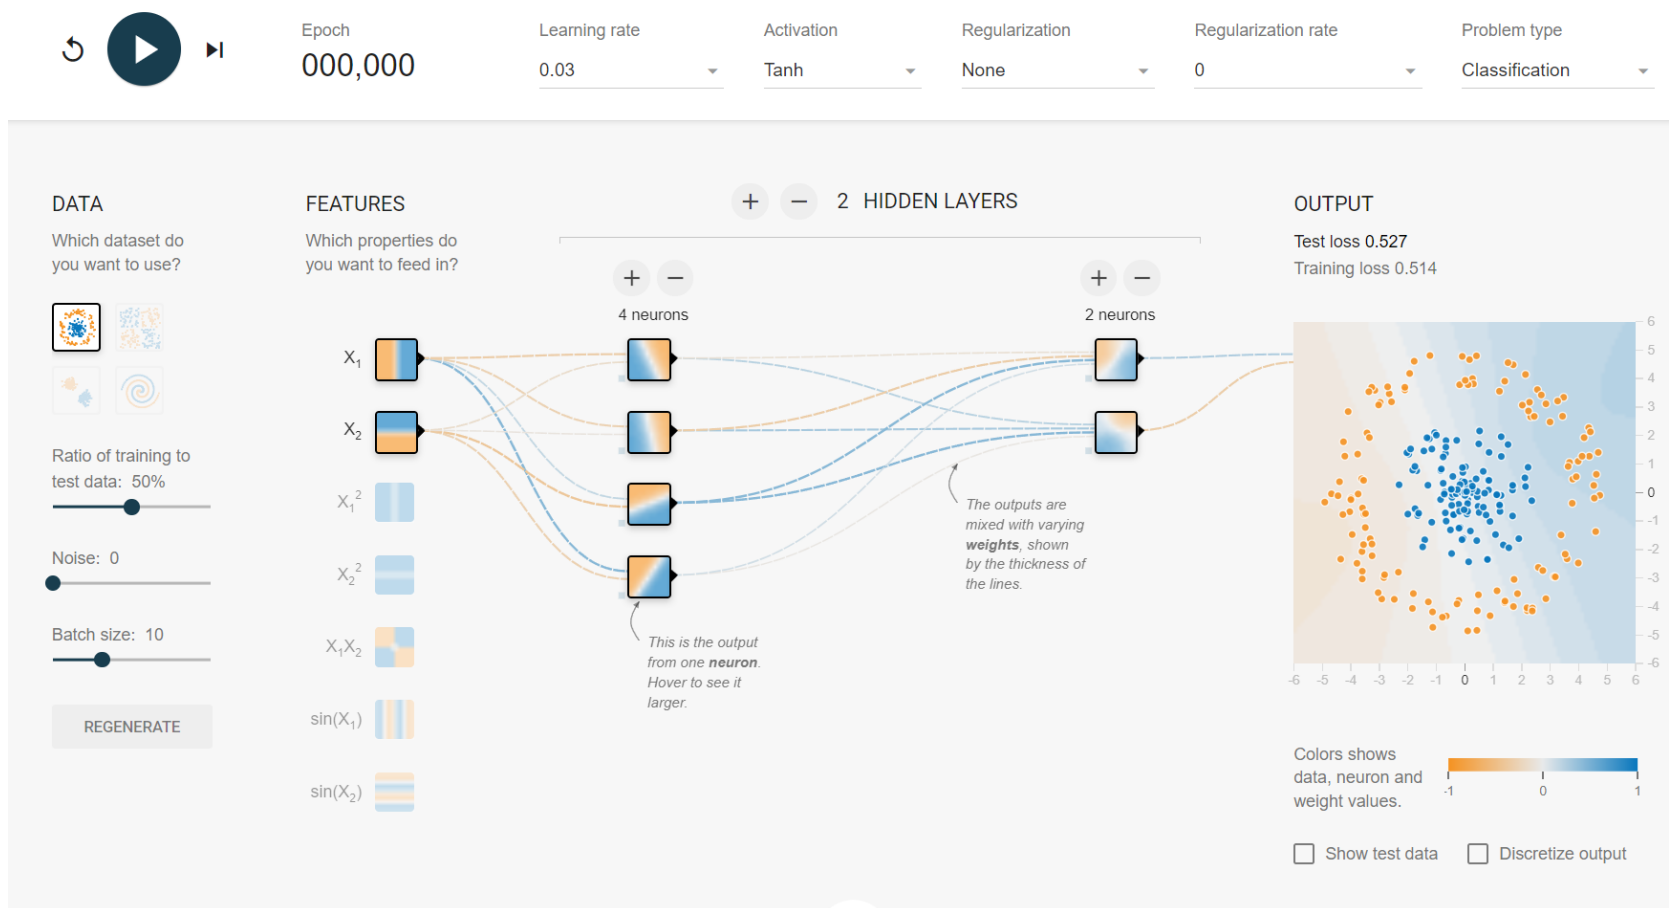 Epoch
000,000
Learning rate
0.03
Activation
Tanh
Regularization
None
Regularization rate
0
Problem type
Classification
DATA
Which dataset do
you want to use?
Ratio of training to
test data: 50%
Noise: 0
Batch size: 10
REGENERATE
FEATURES
Which properties do
you want to feed in?
X1
X2
X1²
X2²
X1X2
sin(X1)
sin(X2)
2 HIDDEN LAYERS
4 neurons
2 neurons
This is the output
from one neuron.
Hover to see it
larger.
The outputs are
mixed with varying
weights, shown
by the thickness of
the lines.
OUTPUT
Test loss 0.527
Training loss 0.514
6
5
4
3
2
1
0
-1
-2
-3
-4
-5
-6
-6 -5 -4 -3 -2 -1 0 1 2 3 4 5 6
Colors shows
data, neuron and
weight values.
-1 0 1
Show test data
Discretize output